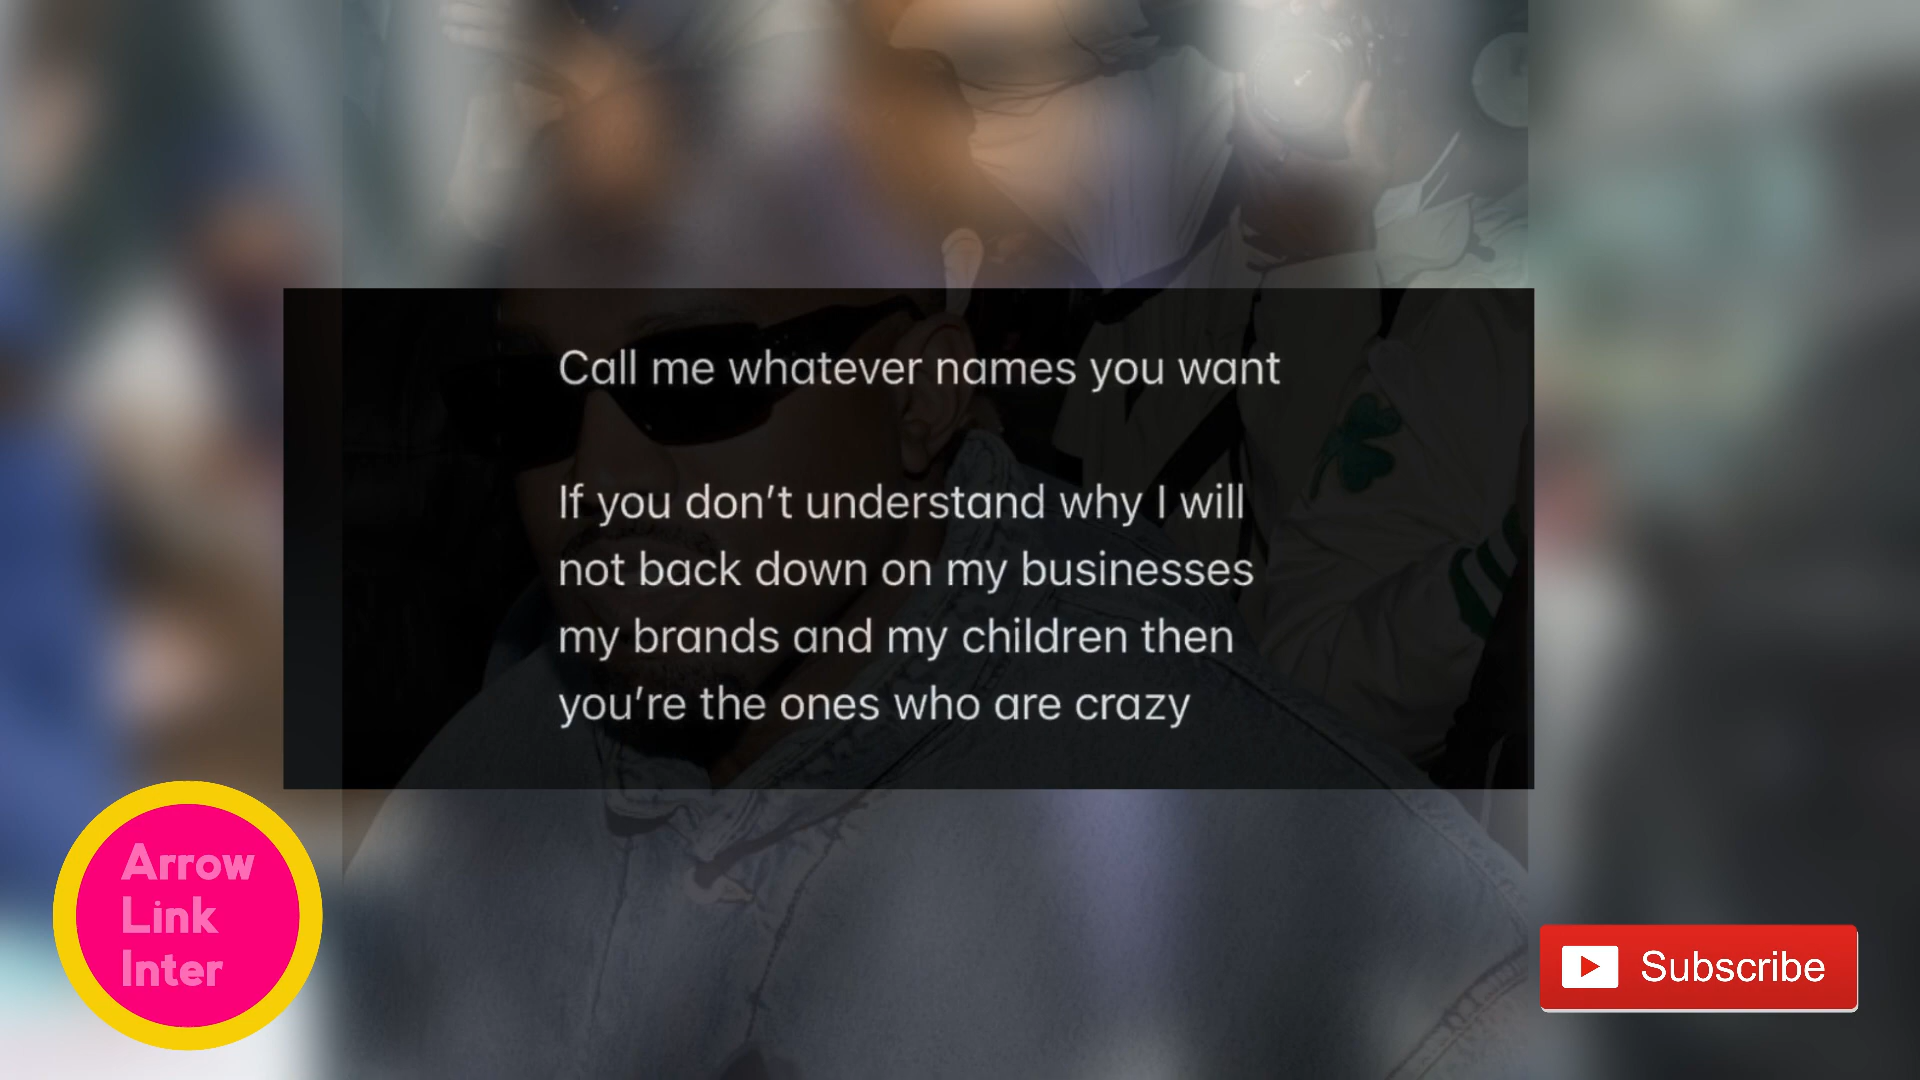 Call me whatever names you want
If you don't understand why I will
not back down on my businesses
my brands and my children then
you're the ones who are crazy
Arrow
Link
Inter
Subscribe